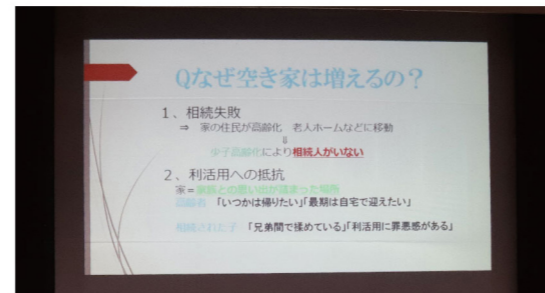 Qなぜ空き家は増えるの？
1、相続失敗
⇒ 家の住民が高齢化 老人ホームなどに移動
⇓
少子高齢化により相続人がいない
2、利活用への抵抗
家＝家族との思い出が詰まった場所
高齢者 「いつかは帰りたい」「最期は自宅で迎えたい」
相続された子 「兄弟間で揉めている」「利活用に罪悪感がある」